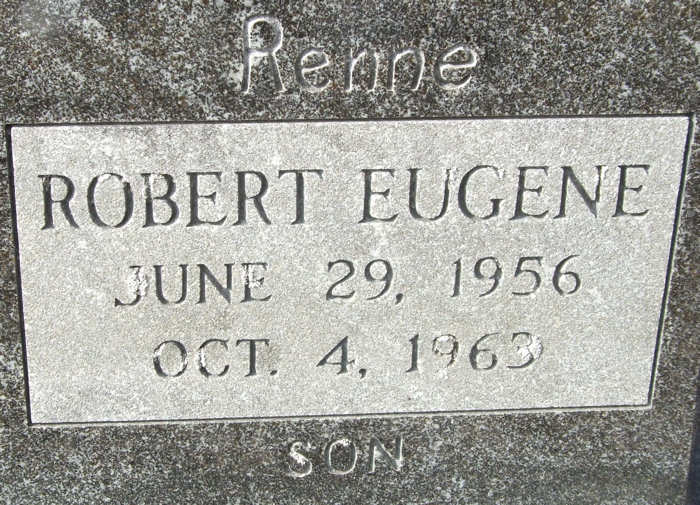 Renne
ROBERT EUGENE
JUNE 29, 1956
OCT. 4, 1963
SON